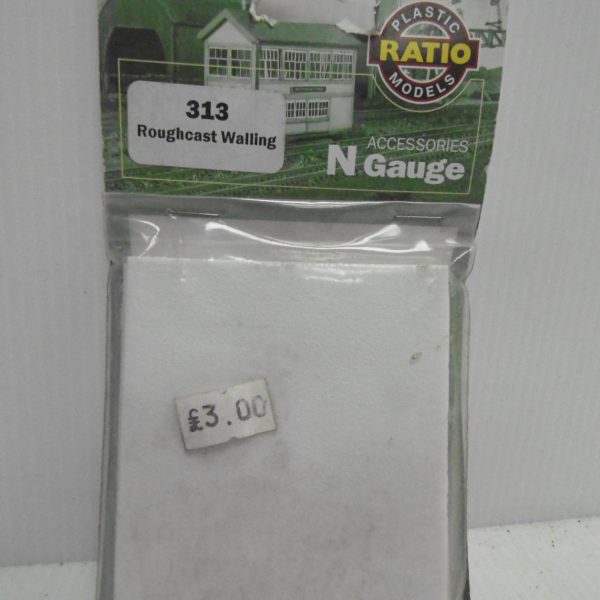 PLASTIC
RATIO
MODELS
313
Roughcast Walling
ACCESSORIES
N Gauge
£3.00